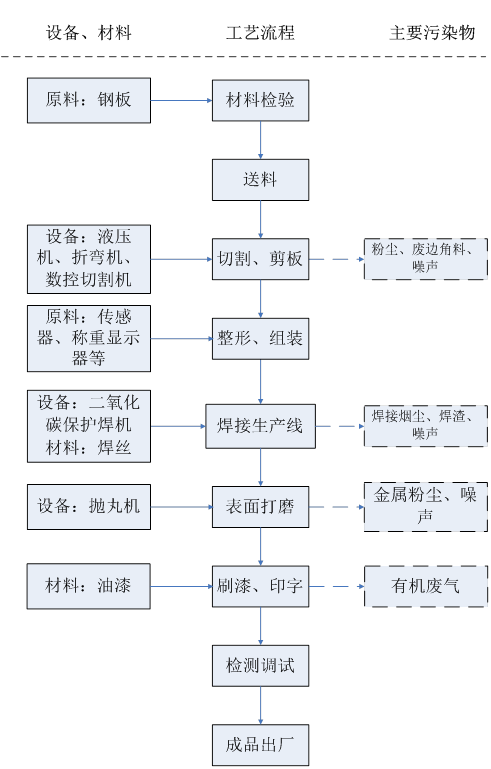 设备、材料
工艺流程
主要污染物
原料：钢板
材料检验
送料
设备：液压
机、折弯机、
数控切割机
切割、剪板
粉尘、废边角料、
噪声
原料：传感
器、称重显示
器等
整形、组装
设备：二氧化
碳保护焊机
材料：焊丝
焊接生产线
焊接烟尘、焊渣、
噪声
设备：抛丸机
表面打磨
金属粉尘、噪
声
材料：油漆
刷漆、印字
有机废气
检测调试
成品出厂